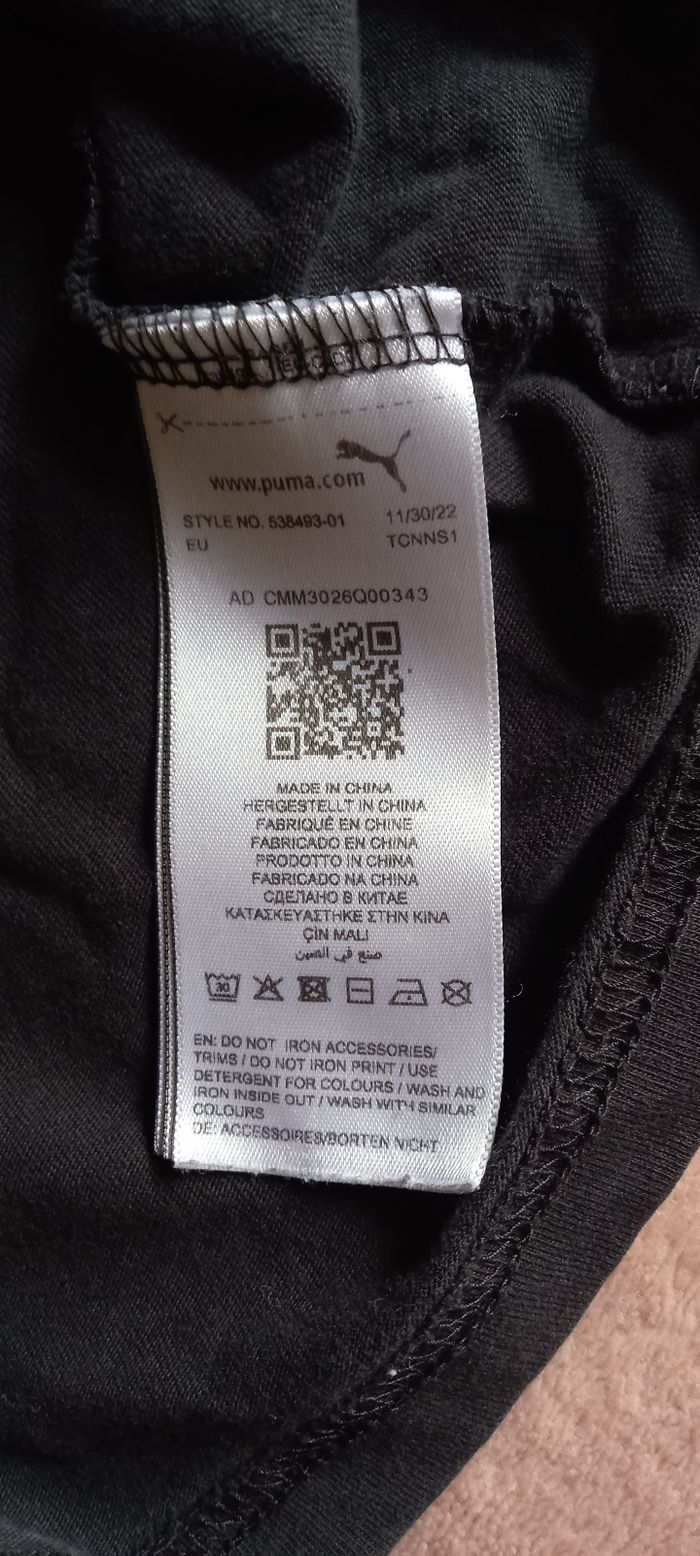 www.puma.com
STYLE NO. 538493-01 11/30/22
EU TCNNS1
AD CMM3026Q00343
MADE IN CHINA
HERGESTELLT IN CHINA
FABRIQUÉ EN CHINE
FABRICADO EN CHINA
PRODOTTO IN CHINA
FABRICADO NA CHINA
СДЕЛАНО В КИТАЕ
ΚΑΤΑΣΚΕΥΑΣΤΗΚΕ ΣΤΗΝ ΚΙΝΑ
ÇİN MALI
صنع في الصين
30
EN: DO NOT IRON ACCESSORIES/
TRIMS / DO NOT IRON PRINT / USE
DETERGENT FOR COLOURS / WASH AND
IRON INSIDE OUT / WASH WITH SIMILAR
COLOURS
DE: ACCESSOIRES/BORTEN NICHT